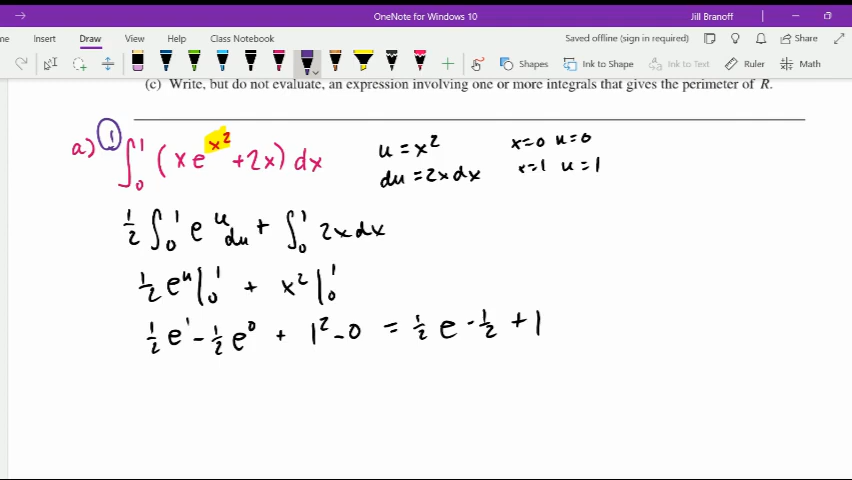 OneNote for Windows 10
Jill Branoff
Insert Draw View Help Class Notebook
Saved offline (sign in required)
Share
Shapes
Ink to Shape
Ink to Text
Ruler
Math
(c) Write, but do not evaluate, an expression involving one or more integrals that gives the perimeter of R.
a) ① ∫₀¹ (x e^(x²) + 2x) dx
u = x²
x=0 u=0
du = 2x dx
x=1 u=1
½ ∫₀¹ e^u du + ∫₀¹ 2x dx
½ e^u |₀¹ + x² |₀¹
½ e¹ - ½ e⁰ + 1² - 0 = ½ e - ½ + 1